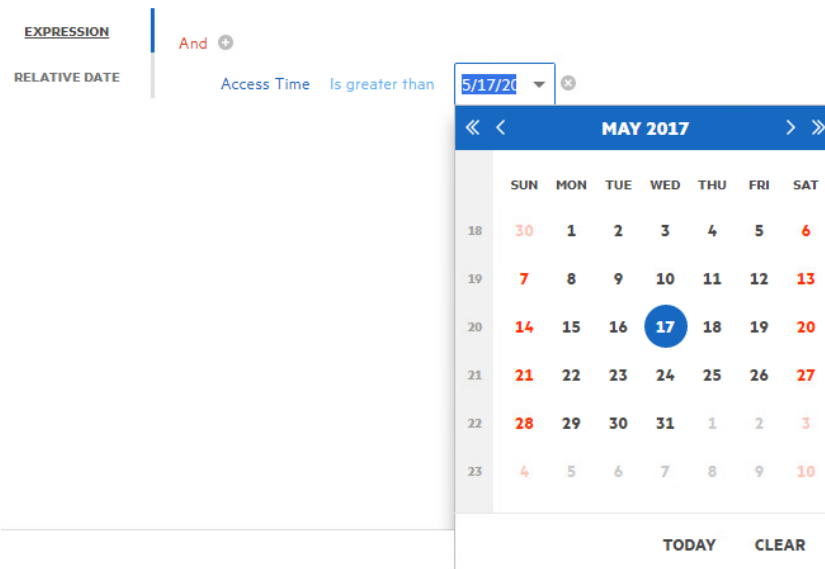 EXPRESSION
RELATIVE DATE
And
Access Time Is greater than 5/17/20
MAY 2017
SUN MON TUE WED THU FRI SAT
18 30 1 2 3 4 5 6
19 7 8 9 10 11 12 13
20 14 15 16 17 18 19 20
21 21 22 23 24 25 26 27
22 28 29 30 31 1 2 3
23 4 5 6 7 8 9 10
TODAY CLEAR